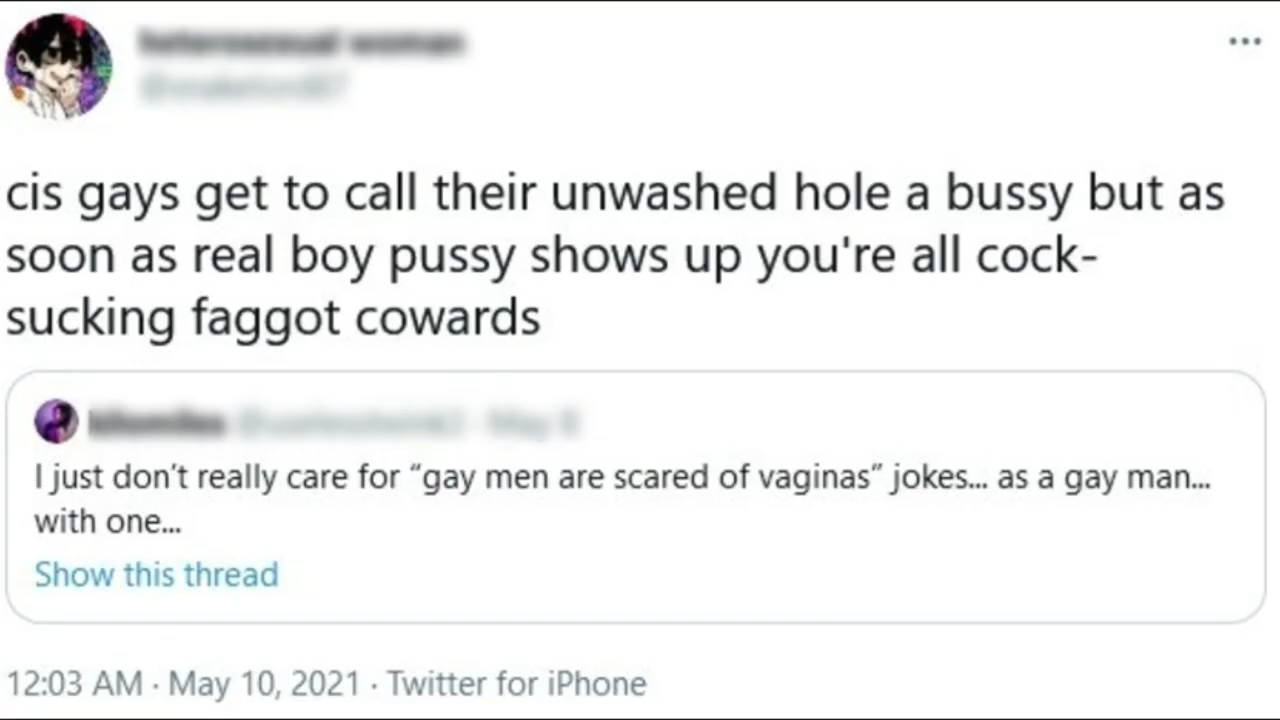 cis gays get to call their unwashed hole a bussy but as
soon as real boy pussy shows up you're all cock-
sucking faggot cowards
I just don’t really care for “gay men are scared of vaginas” jokes... as a gay man...
with one...
Show this thread
12:03 AM · May 10, 2021 · Twitter for iPhone